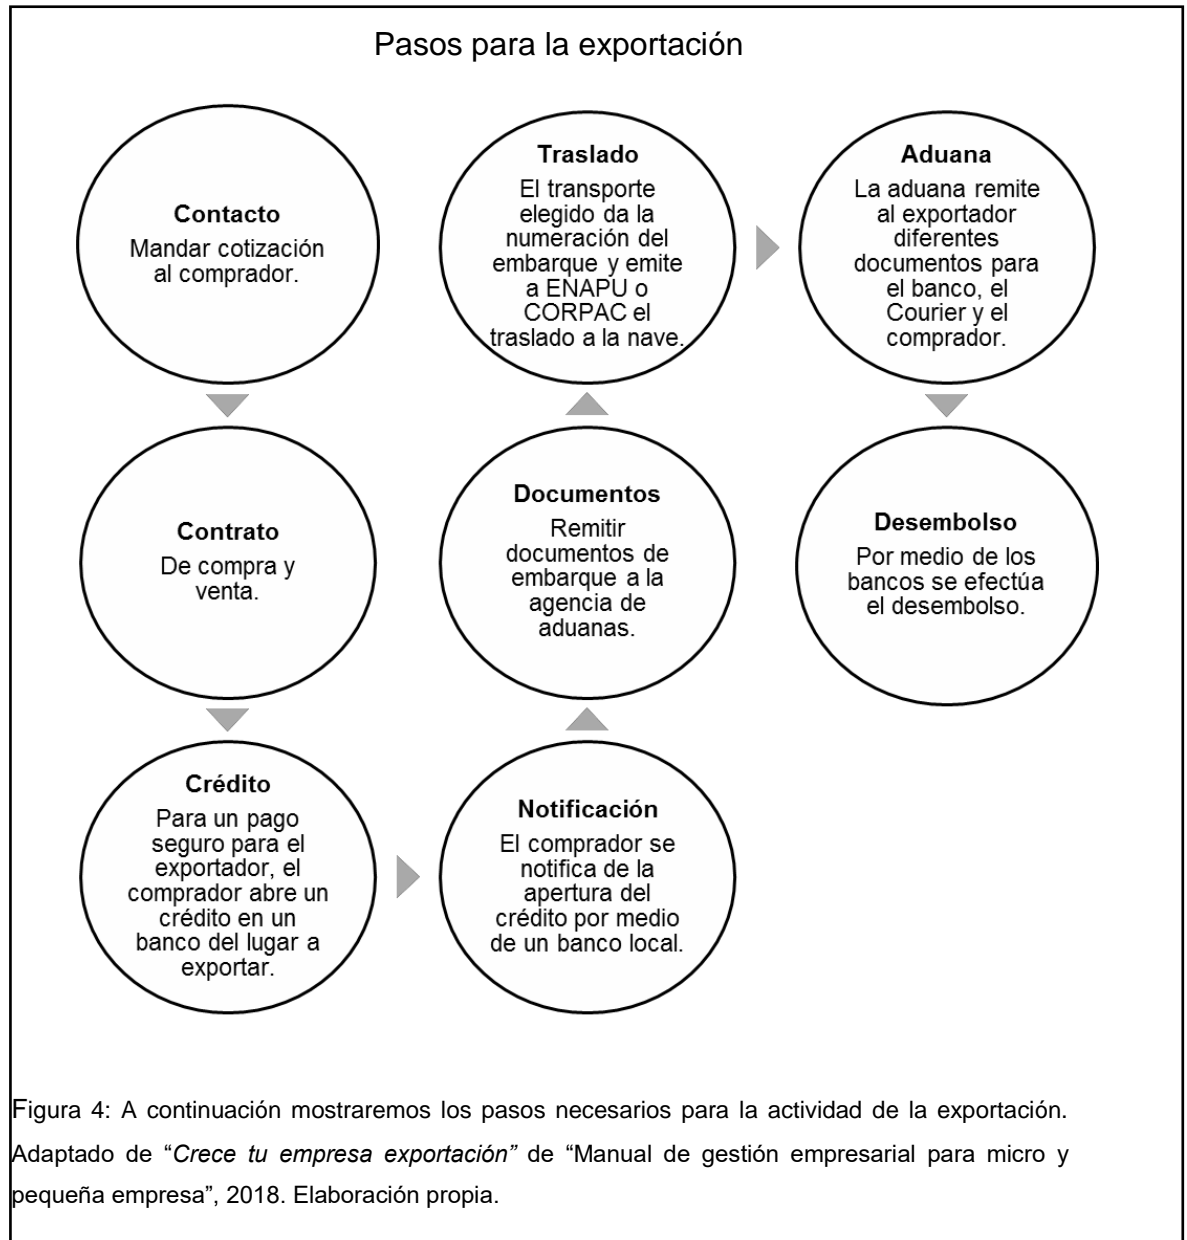 Pasos para la exportación
Contacto
Mandar cotización
al comprador.
Contrato
De compra y
venta.
Crédito
Para un pago
seguro para el
exportador, el
comprador abre un
crédito en un
banco del lugar a
exportar.
Notificación
El comprador se
notifica de la
apertura del
crédito por medio
de un banco local.
Documentos
Remitir
documentos de
embarque a la
agencia de
aduanas.
Traslado
El transporte
elegido da la
numeración del
embarque y emite
a ENAPU o
CORPAC el
traslado a la nave.
Aduana
La aduana remite
al exportador
diferentes
documentos para
el banco, el
Courier y el
comprador.
Desembolso
Por medio de los
bancos se efectúa
el desembolso.
Figura 4: A continuación mostraremos los pasos necesarios para la actividad de la exportación.
Adaptado de “Crece tu empresa exportación” de “Manual de gestión empresarial para micro y
pequeña empresa”, 2018. Elaboración propia.